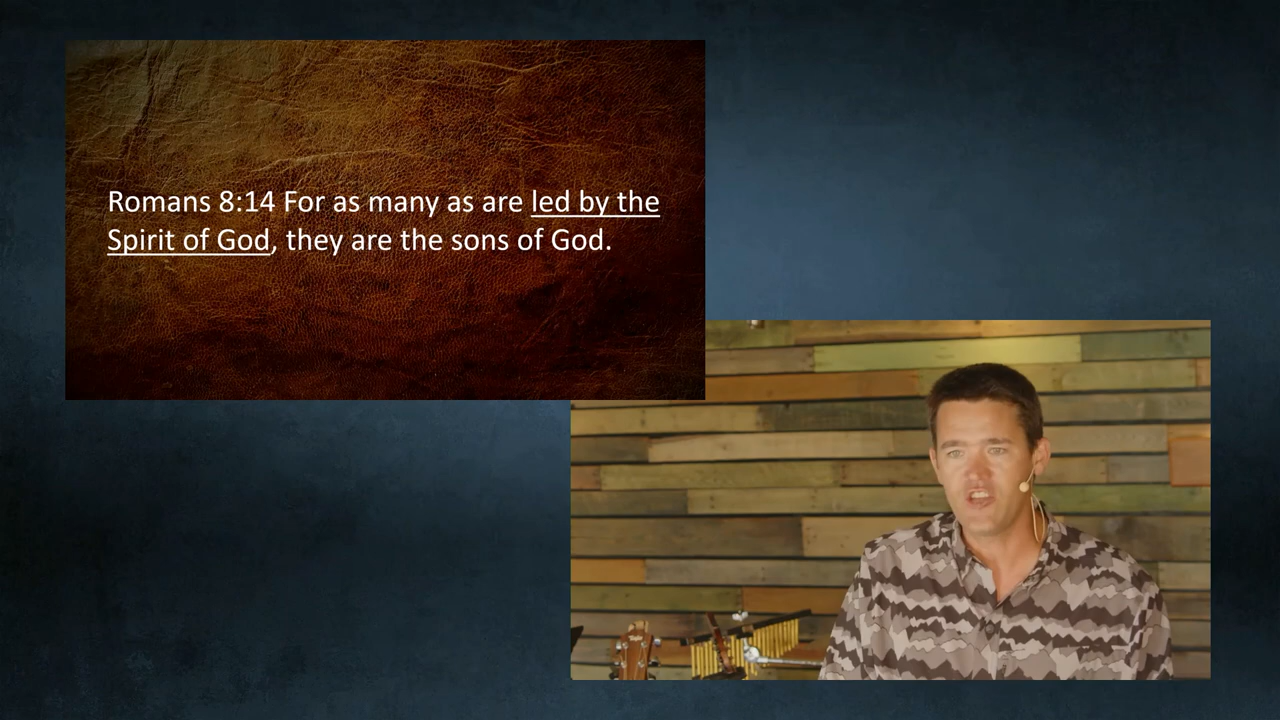 Romans 8:14 For as many as are led by the
Spirit of God, they are the sons of God.